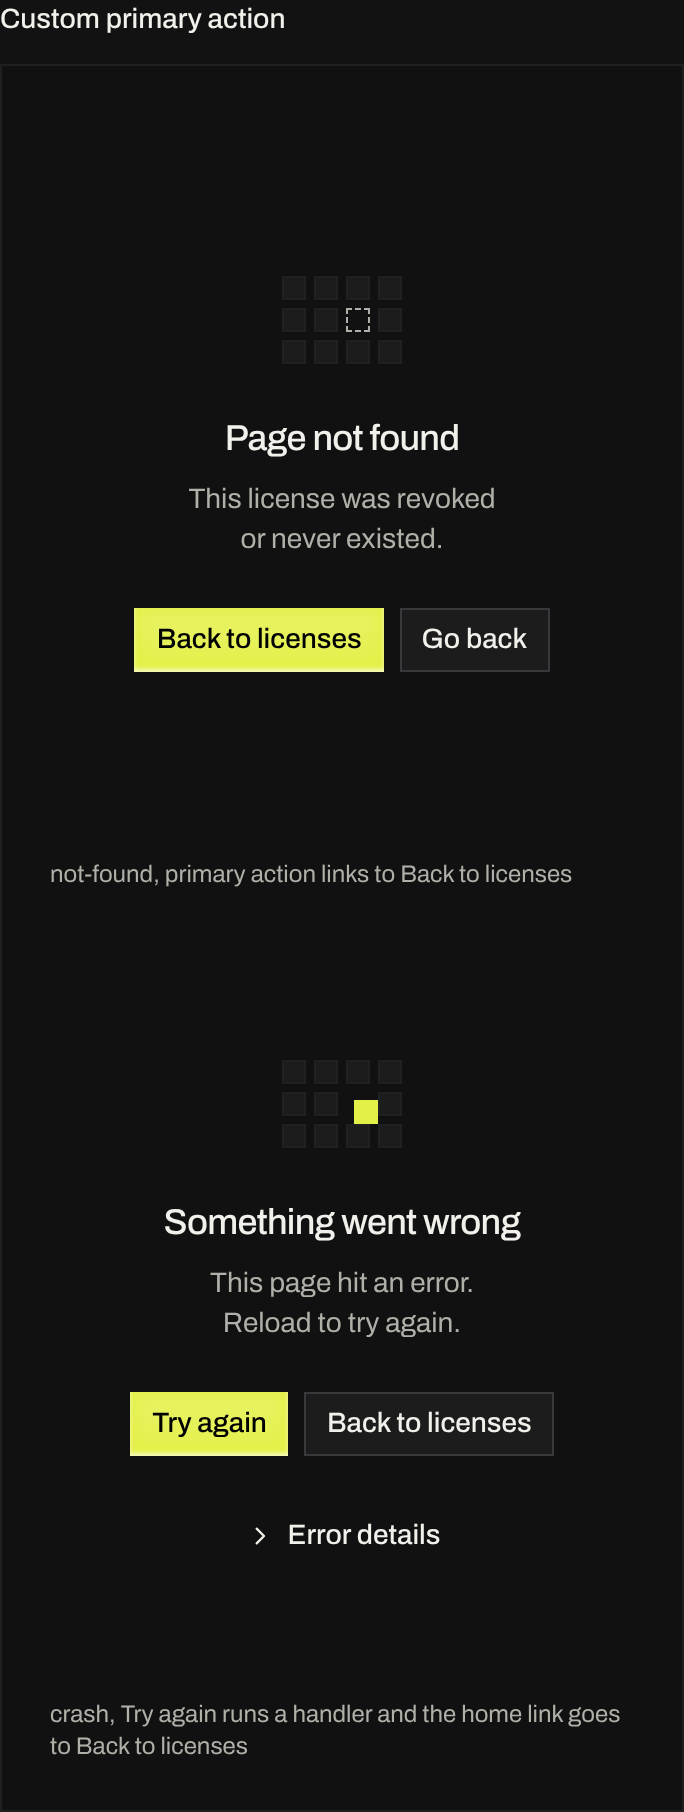 Custom primary action
Page not found
This license was revoked
or never existed.
Back to licenses
Go back
not-found, primary action links to Back to licenses
Something went wrong
This page hit an error.
Reload to try again.
Try again
Back to licenses
Error details
crash, Try again runs a handler and the home link goes
to Back to licenses